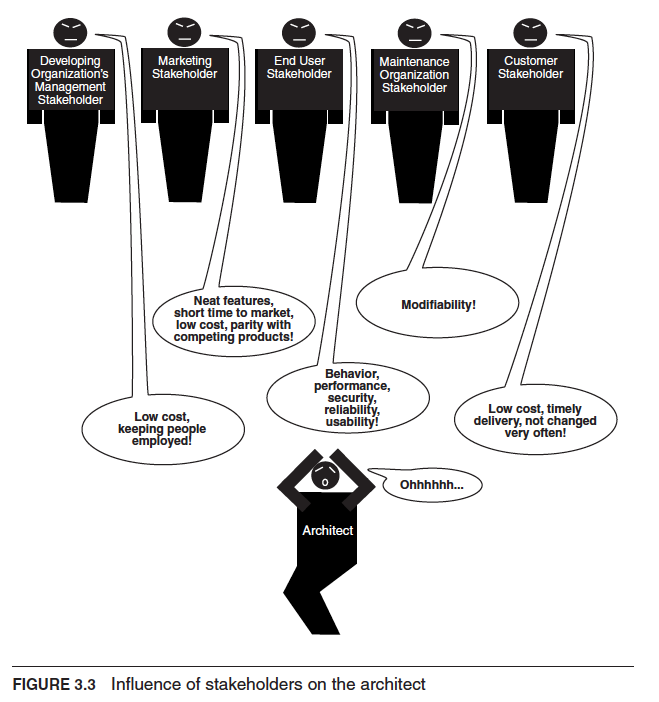 Developing
Organization's
Management
Stakeholder
Marketing
Stakeholder
End User
Stakeholder
Maintenance
Organization
Stakeholder
Customer
Stakeholder
Neat features,
short time to market,
low cost, parity with
competing products!
Modifiability!
Behavior,
performance,
security,
reliability,
usability!
Low cost,
keeping people
employed!
Low cost, timely
delivery, not changed
very often!
Ohhhhhh...
Architect
FIGURE 3.3 Influence of stakeholders on the architect